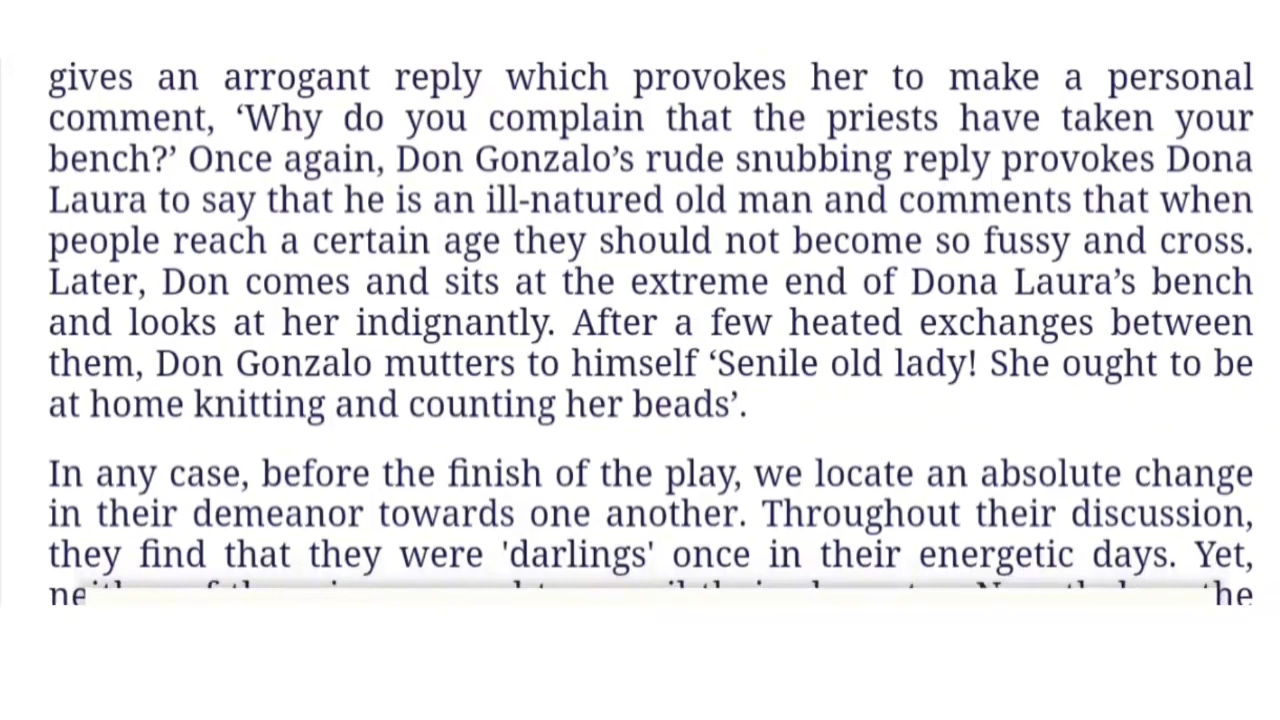 gives an arrogant reply which provokes her to make a personal
comment, ‘Why do you complain that the priests have taken your
bench?’ Once again, Don Gonzalo’s rude snubbing reply provokes Dona
Laura to say that he is an ill-natured old man and comments that when
people reach a certain age they should not become so fussy and cross.
Later, Don comes and sits at the extreme end of Dona Laura’s bench
and looks at her indignantly. After a few heated exchanges between
them, Don Gonzalo mutters to himself ‘Senile old lady! She ought to be
at home knitting and counting her beads’.
In any case, before the finish of the play, we locate an absolute change
in their demeanor towards one another. Throughout their discussion,
they find that they were 'darlings' once in their energetic days. Yet,